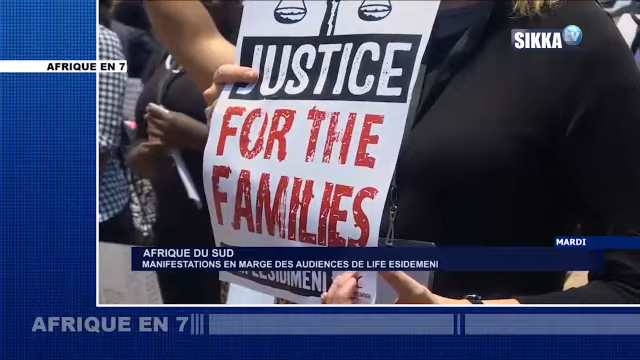 SIKKA TV
AFRIQUE EN 7
JUSTICE
FOR THE
FAMILIES
MARDI
AFRIQUE DU SUD
MANIFESTATIONS EN MARGE DES AUDIENCES DE LIFE ESIDEMENI
ESIDIMENI
AFRIQUE EN 7